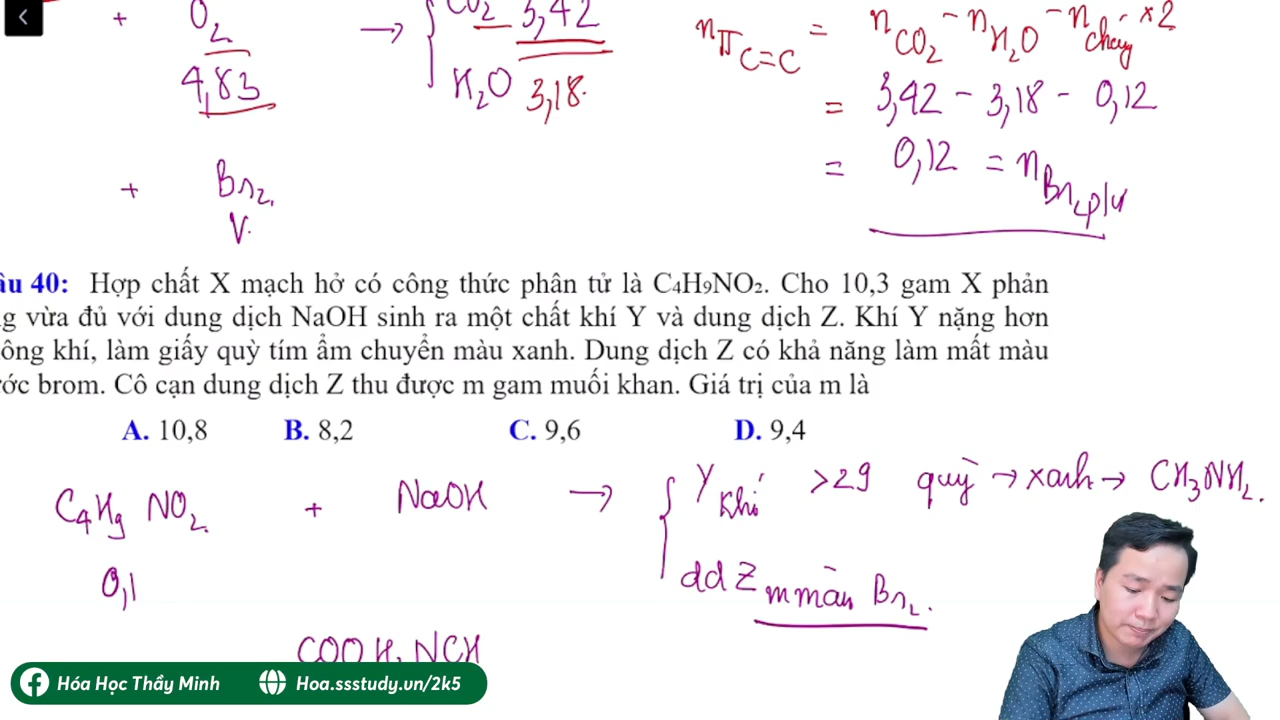 + O2 → CO2 3,42
4,83 H2O 3,18.
nπ C=C = nCO2 - nH2O - ncháy ×2
= 3,42 - 3,18 - 0,12
= 0,12 = nBr2 p/ư
+ Br2.
V.
âu 40: Hợp chất X mạch hở có công thức phân tử là C4H9NO2. Cho 10,3 gam X phản
g vừa đủ với dung dịch NaOH sinh ra một chất khí Y và dung dịch Z. Khí Y nặng hơn
ông khí, làm giấy quỳ tím ẩm chuyển màu xanh. Dung dịch Z có khả năng làm mất màu
ớc brom. Cô cạn dung dịch Z thu được m gam muối khan. Giá trị của m là
A. 10,8 B. 8,2 C. 9,6 D. 9,4
C4H9NO2. + NaOH → Y khí >29 quỳ → xanh → CH3NH2.
0,1 dd Z m màu Br2.
COOH3NCH
Hóa Học Thầy Minh Hoa.ssstudy.vn/2k5